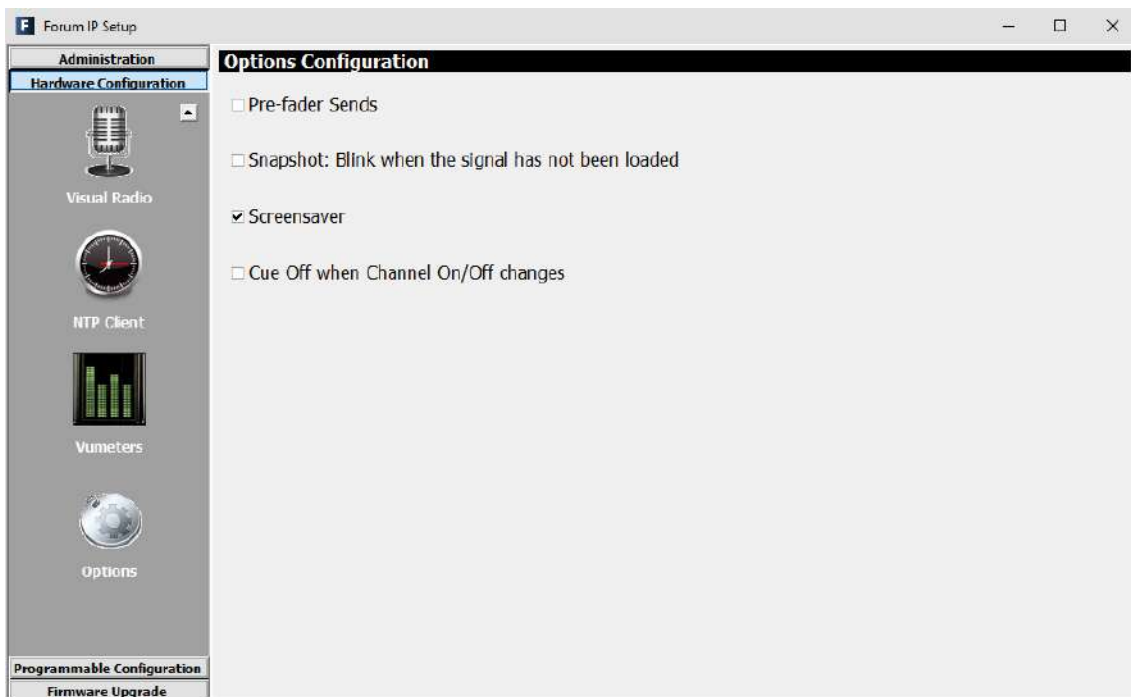 Forum IP Setup
Administration
Hardware Configuration
Visual Radio
NTP Client
Vumeters
Options
Programmable Configuration
Firmware Upgrade
Options Configuration
Pre-fader Sends
Snapshot: Blink when the signal has not been loaded
Screensaver
Cue Off when Channel On/Off changes